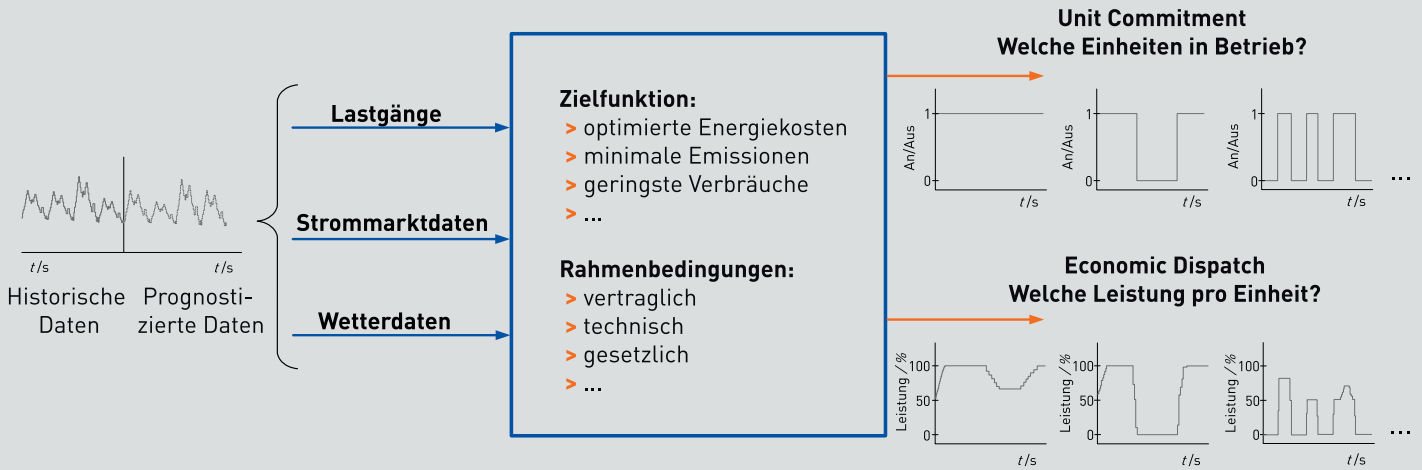 t/s
t/s
Historische
Daten
Prognosti-
zierte Daten
Lastgänge
Strommarktdaten
Wetterdaten
Zielfunktion:
> optimierte Energiekosten
> minimale Emissionen
> geringste Verbräuche
> ...
Rahmenbedingungen:
> vertraglich
> technisch
> gesetzlich
> ...
Unit Commitment
Welche Einheiten in Betrieb?
An/Aus
1
0
t/s
An/Aus
1
0
t/s
An/Aus
1
0
t/s
...
Economic Dispatch
Welche Leistung pro Einheit?
Leistung / %
100
50
0
t/s
Leistung / %
100
50
0
t/s
Leistung / %
100
50
0
t/s
...